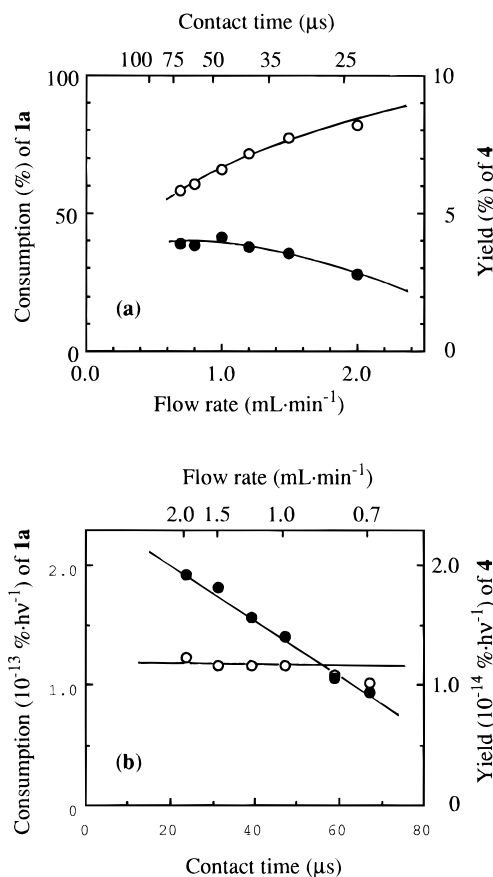 Contact time (µs)
100 75 50 35 25
100
50
0
Consumption (%) of 1a
10
5
0
Yield (%) of 4
(a)
0.0 1.0 2.0
Flow rate (mL·min-1)
Flow rate (mL·min-1)
2.0 1.5 1.0 0.7
2.0
1.0
0
Consumption (10-13 %·hv-1) of 1a
2.0
1.0
0
Yield (10-14 %·hv-1) of 4
(b)
0 20 40 60 80
Contact time (µs)